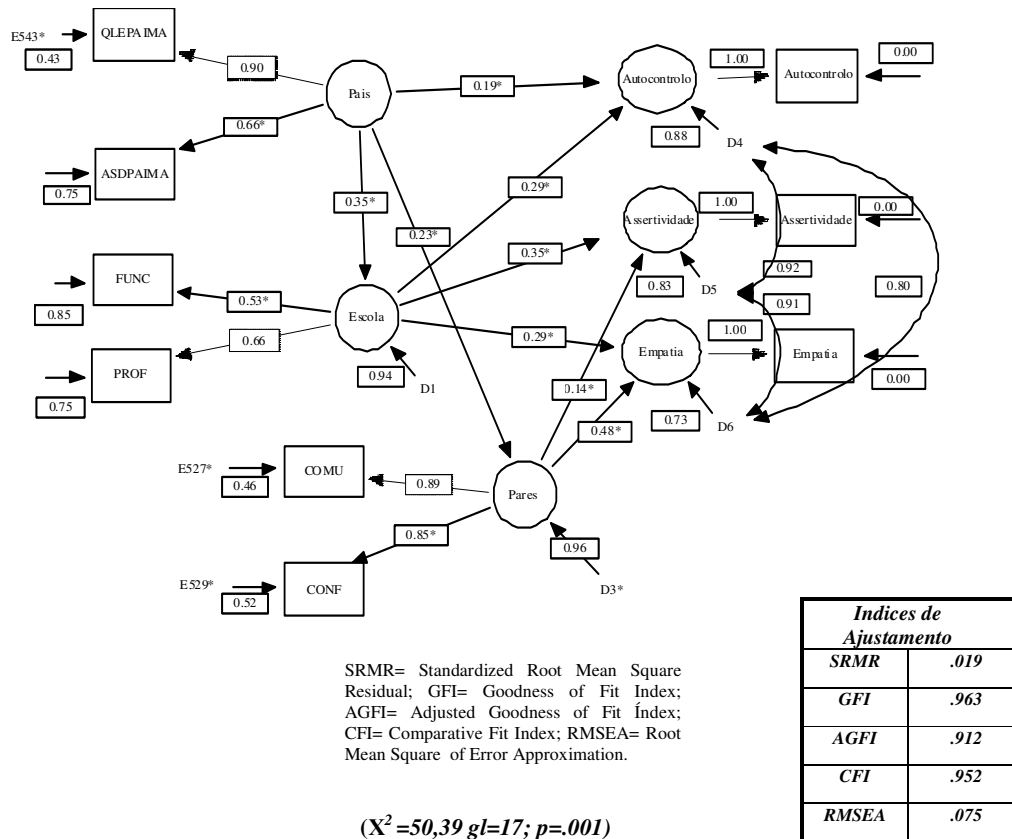 E543*
QLEPAIMA
0.43
0.90
Pais
0.19*
Autocontrolo
1.00
Autocontrolo
0.00
0.66*
ASDPAIMA
0.75
0.88
D4
0.35*
0.29*
0.23*
Assertividade
1.00
Assertividade
0.00
0.35*
FUNC
0.85
0.53*
Escola
0.83
D5
0.92
0.91
0.80
0.29*
Empatia
1.00
Empatia
0.00
0.66
PROF
0.75
0.94
D1
0.14*
0.73
D6
0.48*
E527*
COMU
0.46
0.89
Pares
0.85*
0.96
E529*
CONF
0.52
D3*
SRMR= Standardized Root Mean Square
Residual; GFI= Goodness of Fit Index;
AGFI= Adjusted Goodness of Fit Índex;
CFI= Comparative Fit Index; RMSEA= Root
Mean Square of Error Approximation.
(X² =50,39 gl=17; p=.001)
Indices de
Ajustamento
SRMR .019
GFI .963
AGFI .912
CFI .952
RMSEA .075